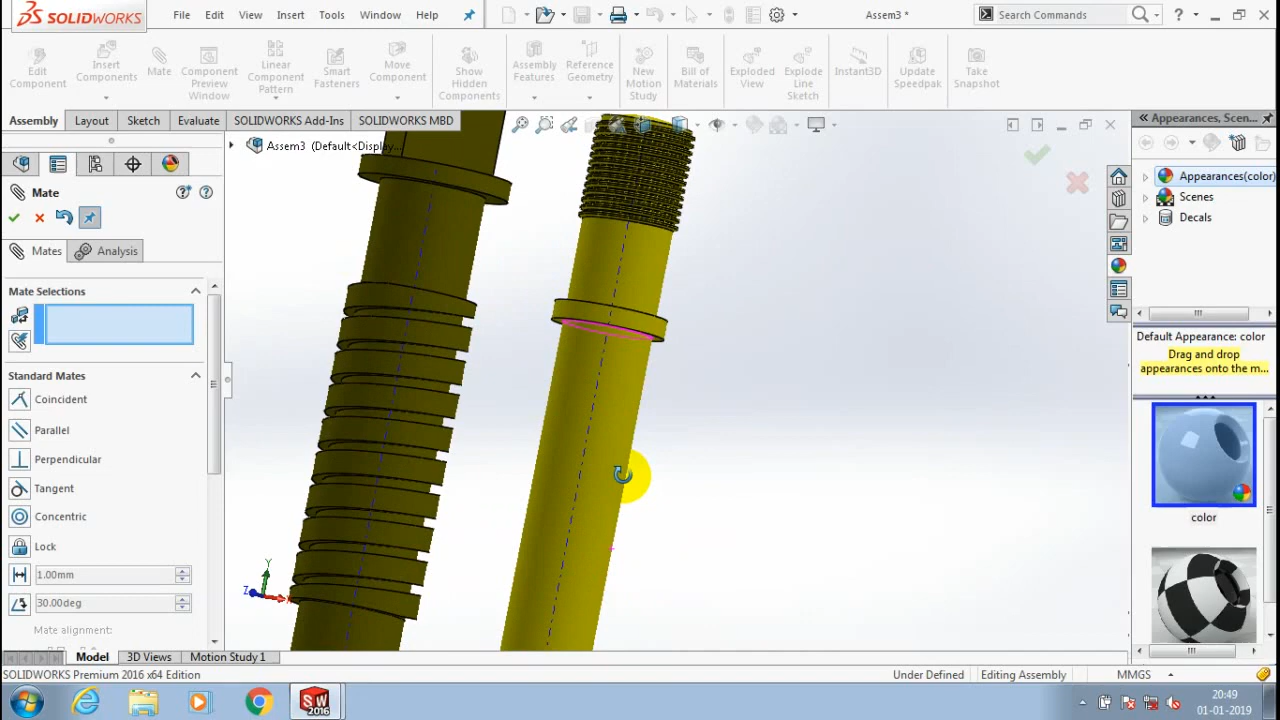 SOLIDWORKS File Edit View Insert Tools Window Help Assem3 * Search Commands
Edit Component
Insert Components
Mate
Component Preview Window
Linear Component Pattern
Smart Fasteners
Move Component
Show Hidden Components
Assembly Features
Reference Geometry
New Motion Study
Bill of Materials
Exploded View
Explode Line Sketch
Instant3D
Update Speedpak
Take Snapshot
Assembly Layout Sketch Evaluate SOLIDWORKS Add-Ins SOLIDWORKS MBD
Assem3 (Default<Display...
Mate
Mates Analysis
Mate Selections
Standard Mates
Coincident
Parallel
Perpendicular
Tangent
Concentric
Lock
1.00mm
30.00deg
Mate alignment:
Y
Z
Appearances, Scen...
Appearances(color)
Scenes
Decals
Default Appearance: color
Drag and drop
appearances onto the m...
color
Model 3D Views Motion Study 1
SOLIDWORKS Premium 2016 x64 Edition Under Defined Editing Assembly MMGS
SW
2016
20:49
01-01-2019